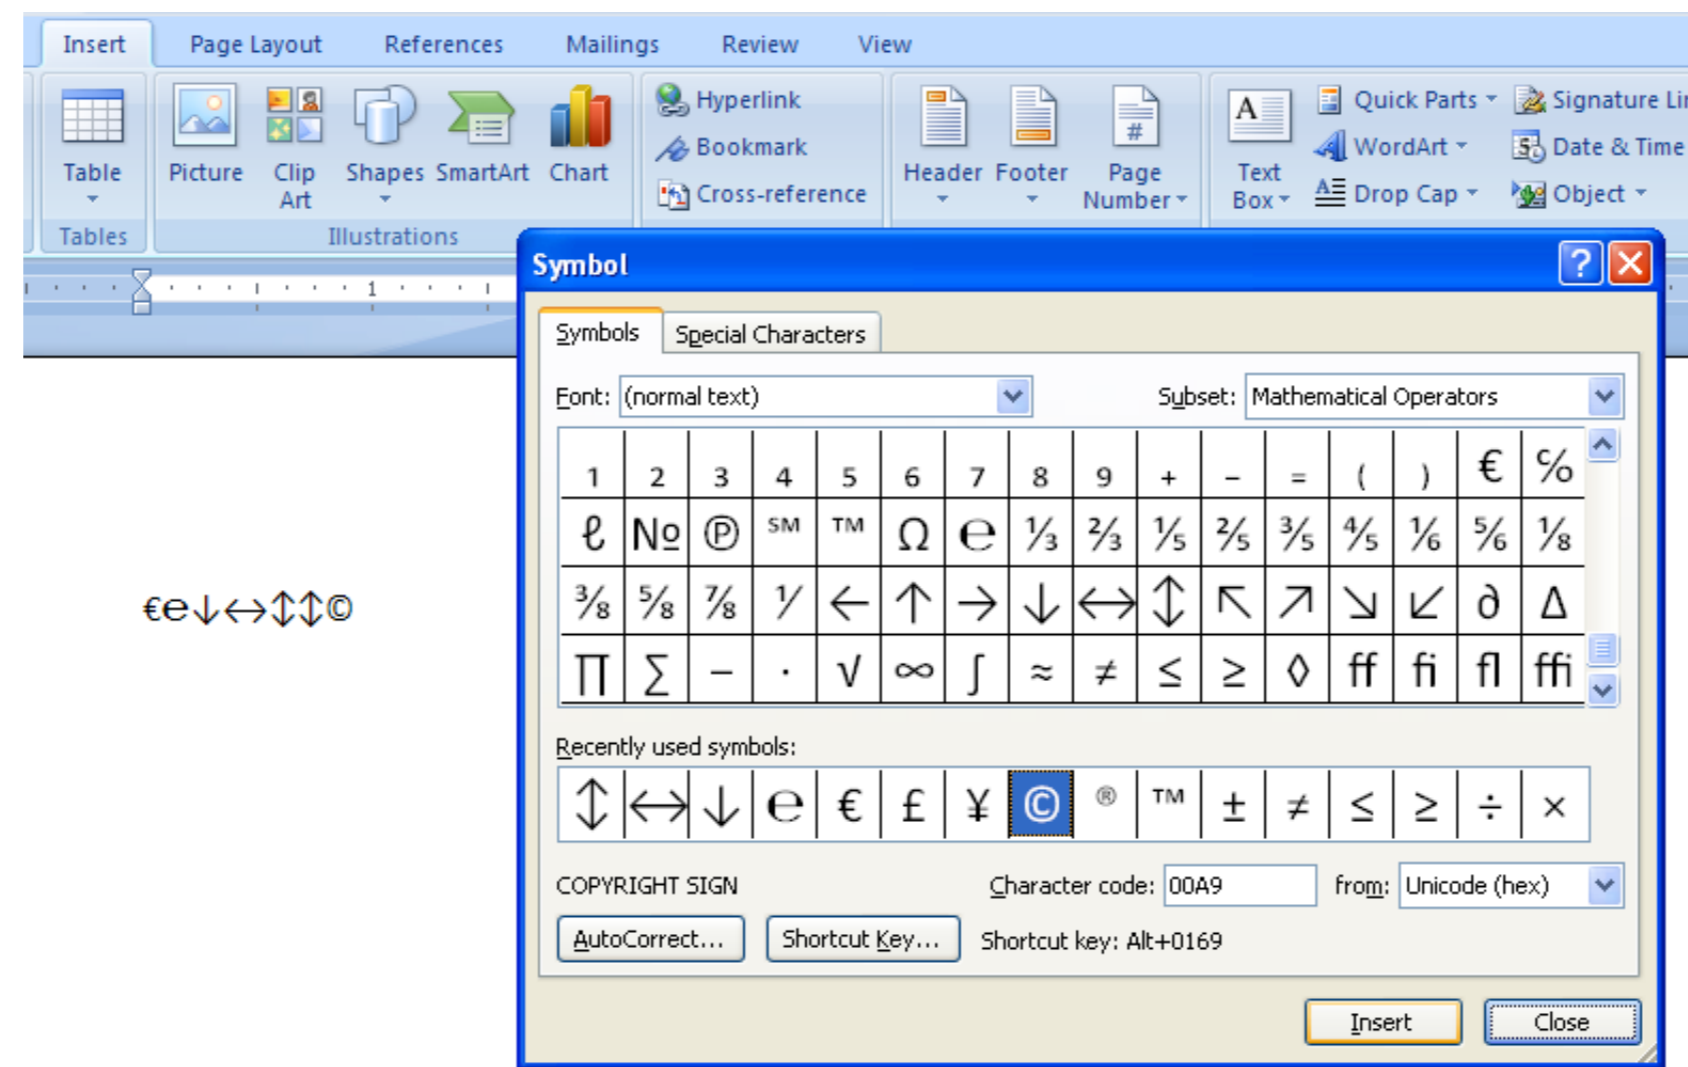 Insert Page Layout References Mailings Review View
Hyperlink Quick Parts Signature Lin
Bookmark WordArt Date & Time
Table Picture Clip Art Shapes SmartArt Chart Cross-reference Header Footer Page Number Text Box Drop Cap Object
Tables Illustrations
Symbol
1
Symbols Special Characters
Font: (normal text) Subset: Mathematical Operators
₁ ₂ ₃ ₄ ₅ ₆ ₇ ₈ ₉ ₊ ₋ ₌ ₍ ₎ € ℅
ℓ № ℗ ℠ ™ Ω ℮ ⅓ ⅔ ⅕ ⅖ ⅗ ⅘ ⅙ ⅚ ⅛
⅜ ⅝ ⅞ ⅟ ← ↑ → ↓ ↔ ↕ ↖ ↗ ↘ ↙ ∂ ∆
∏ ∑ − ∙ √ ∞ ∫ ≈ ≠ ≤ ≥ ◊ ff fi fl ffi
€℮↓↔↕↕©
Recently used symbols:
↕ ↔ ↓ ℮ € £ ¥ © ® ™ ± ≠ ≤ ≥ ÷ ×
COPYRIGHT SIGN Character code: 00A9 from: Unicode (hex)
AutoCorrect... Shortcut Key... Shortcut key: Alt+0169
Insert Close